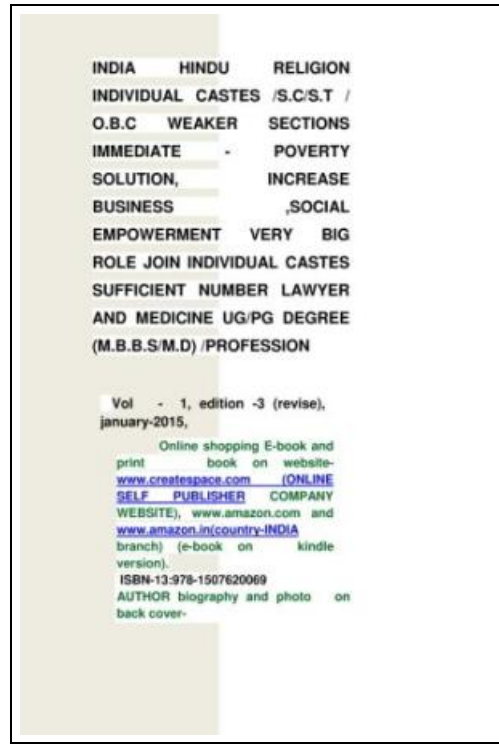 INDIA HINDU RELIGION
INDIVIDUAL CASTES /S.C/S.T /
O.B.C WEAKER SECTIONS
IMMEDIATE - POVERTY
SOLUTION, INCREASE
BUSINESS ,SOCIAL
EMPOWERMENT VERY BIG
ROLE JOIN INDIVIDUAL CASTES
SUFFICIENT NUMBER LAWYER
AND MEDICINE UG/PG DEGREE
(M.B.B.S/M.D) /PROFESSION
Vol - 1, edition -3 (revise),
january-2015,
Online shopping E-book and
print book on website-
www.createspace.com (ONLINE
SELF PUBLISHER COMPANY
WEBSITE), www.amazon.com and
www.amazon.in(country-INDIA
branch) (e-book on kindle
version).
ISBN-13:978-1507620069
AUTHOR biography and photo on
back cover-